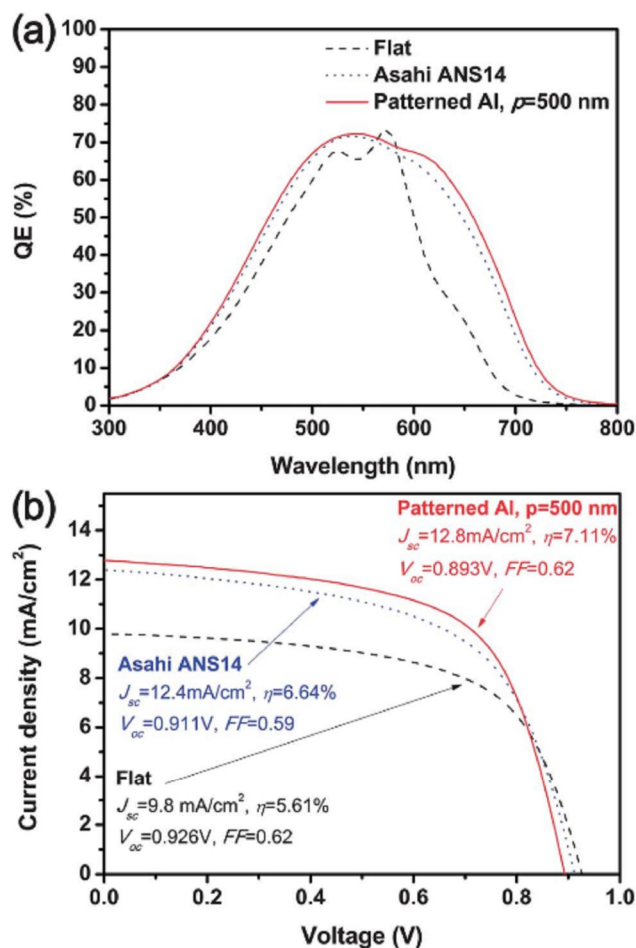 (a)
100
90
80
70
60
50
40
30
20
10
0
QE (%)
Flat
Asahi ANS14
Patterned Al, p=500 nm
300 400 500 600 700 800
Wavelength (nm)
(b)
14
12
10
8
6
4
2
0
Current density (mA/cm²)
Patterned Al, p=500 nm
Jsc=12.8mA/cm², η=7.11%
Voc=0.893V, FF=0.62
Asahi ANS14
Jsc=12.4mA/cm², η=6.64%
Voc=0.911V, FF=0.59
Flat
Jsc=9.8 mA/cm², η=5.61%
Voc=0.926V, FF=0.62
0.0 0.2 0.4 0.6 0.8 1.0
Voltage (V)